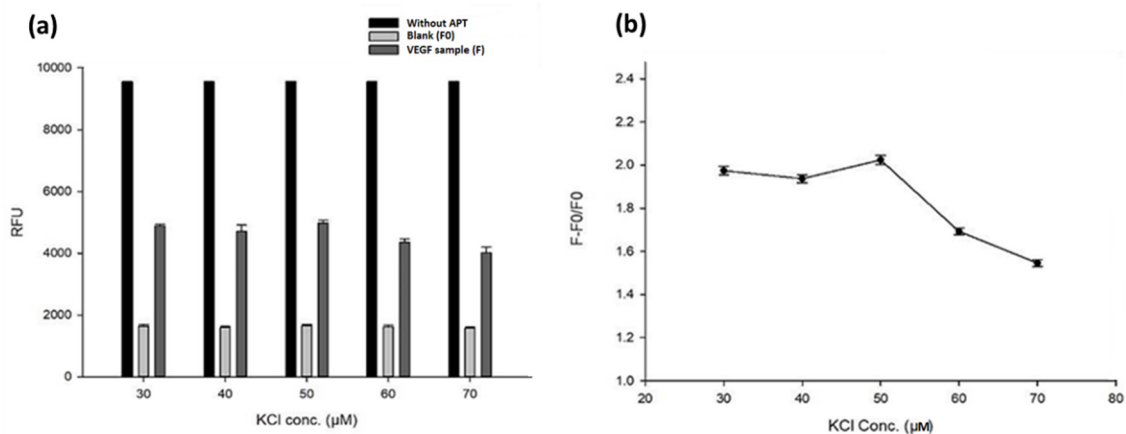 (a)
Without APT
Blank (F0)
VEGF sample (F)
10000
8000
6000
4000
2000
0
RFU
30 40 50 60 70
KCl conc. (µM)
(b)
2.4
2.2
2.0
1.8
1.6
1.4
1.2
1.0
F-F0/F0
20 30 40 50 60 70 80
KCl Conc. (µM)